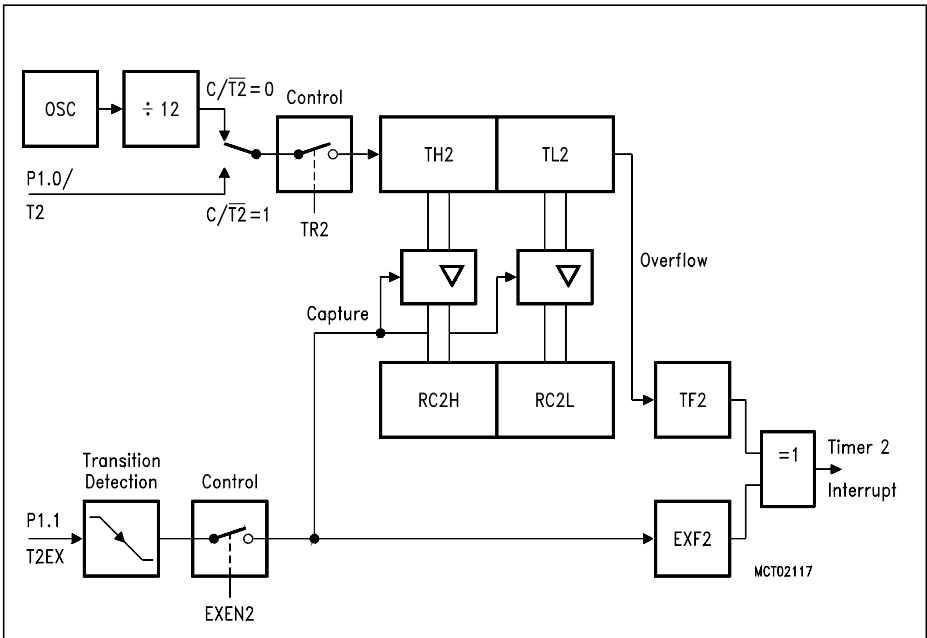 OSC
÷ 12
C/T2̅=0
Control
TH2
TL2
P1.0/
T2
C/T2̅=1
TR2
Overflow
Capture
RC2H
RC2L
TF2
Transition
Detection
Control
=1
Timer 2
Interrupt
P1.1
T2EX
EXF2
MCT02117
EXEN2